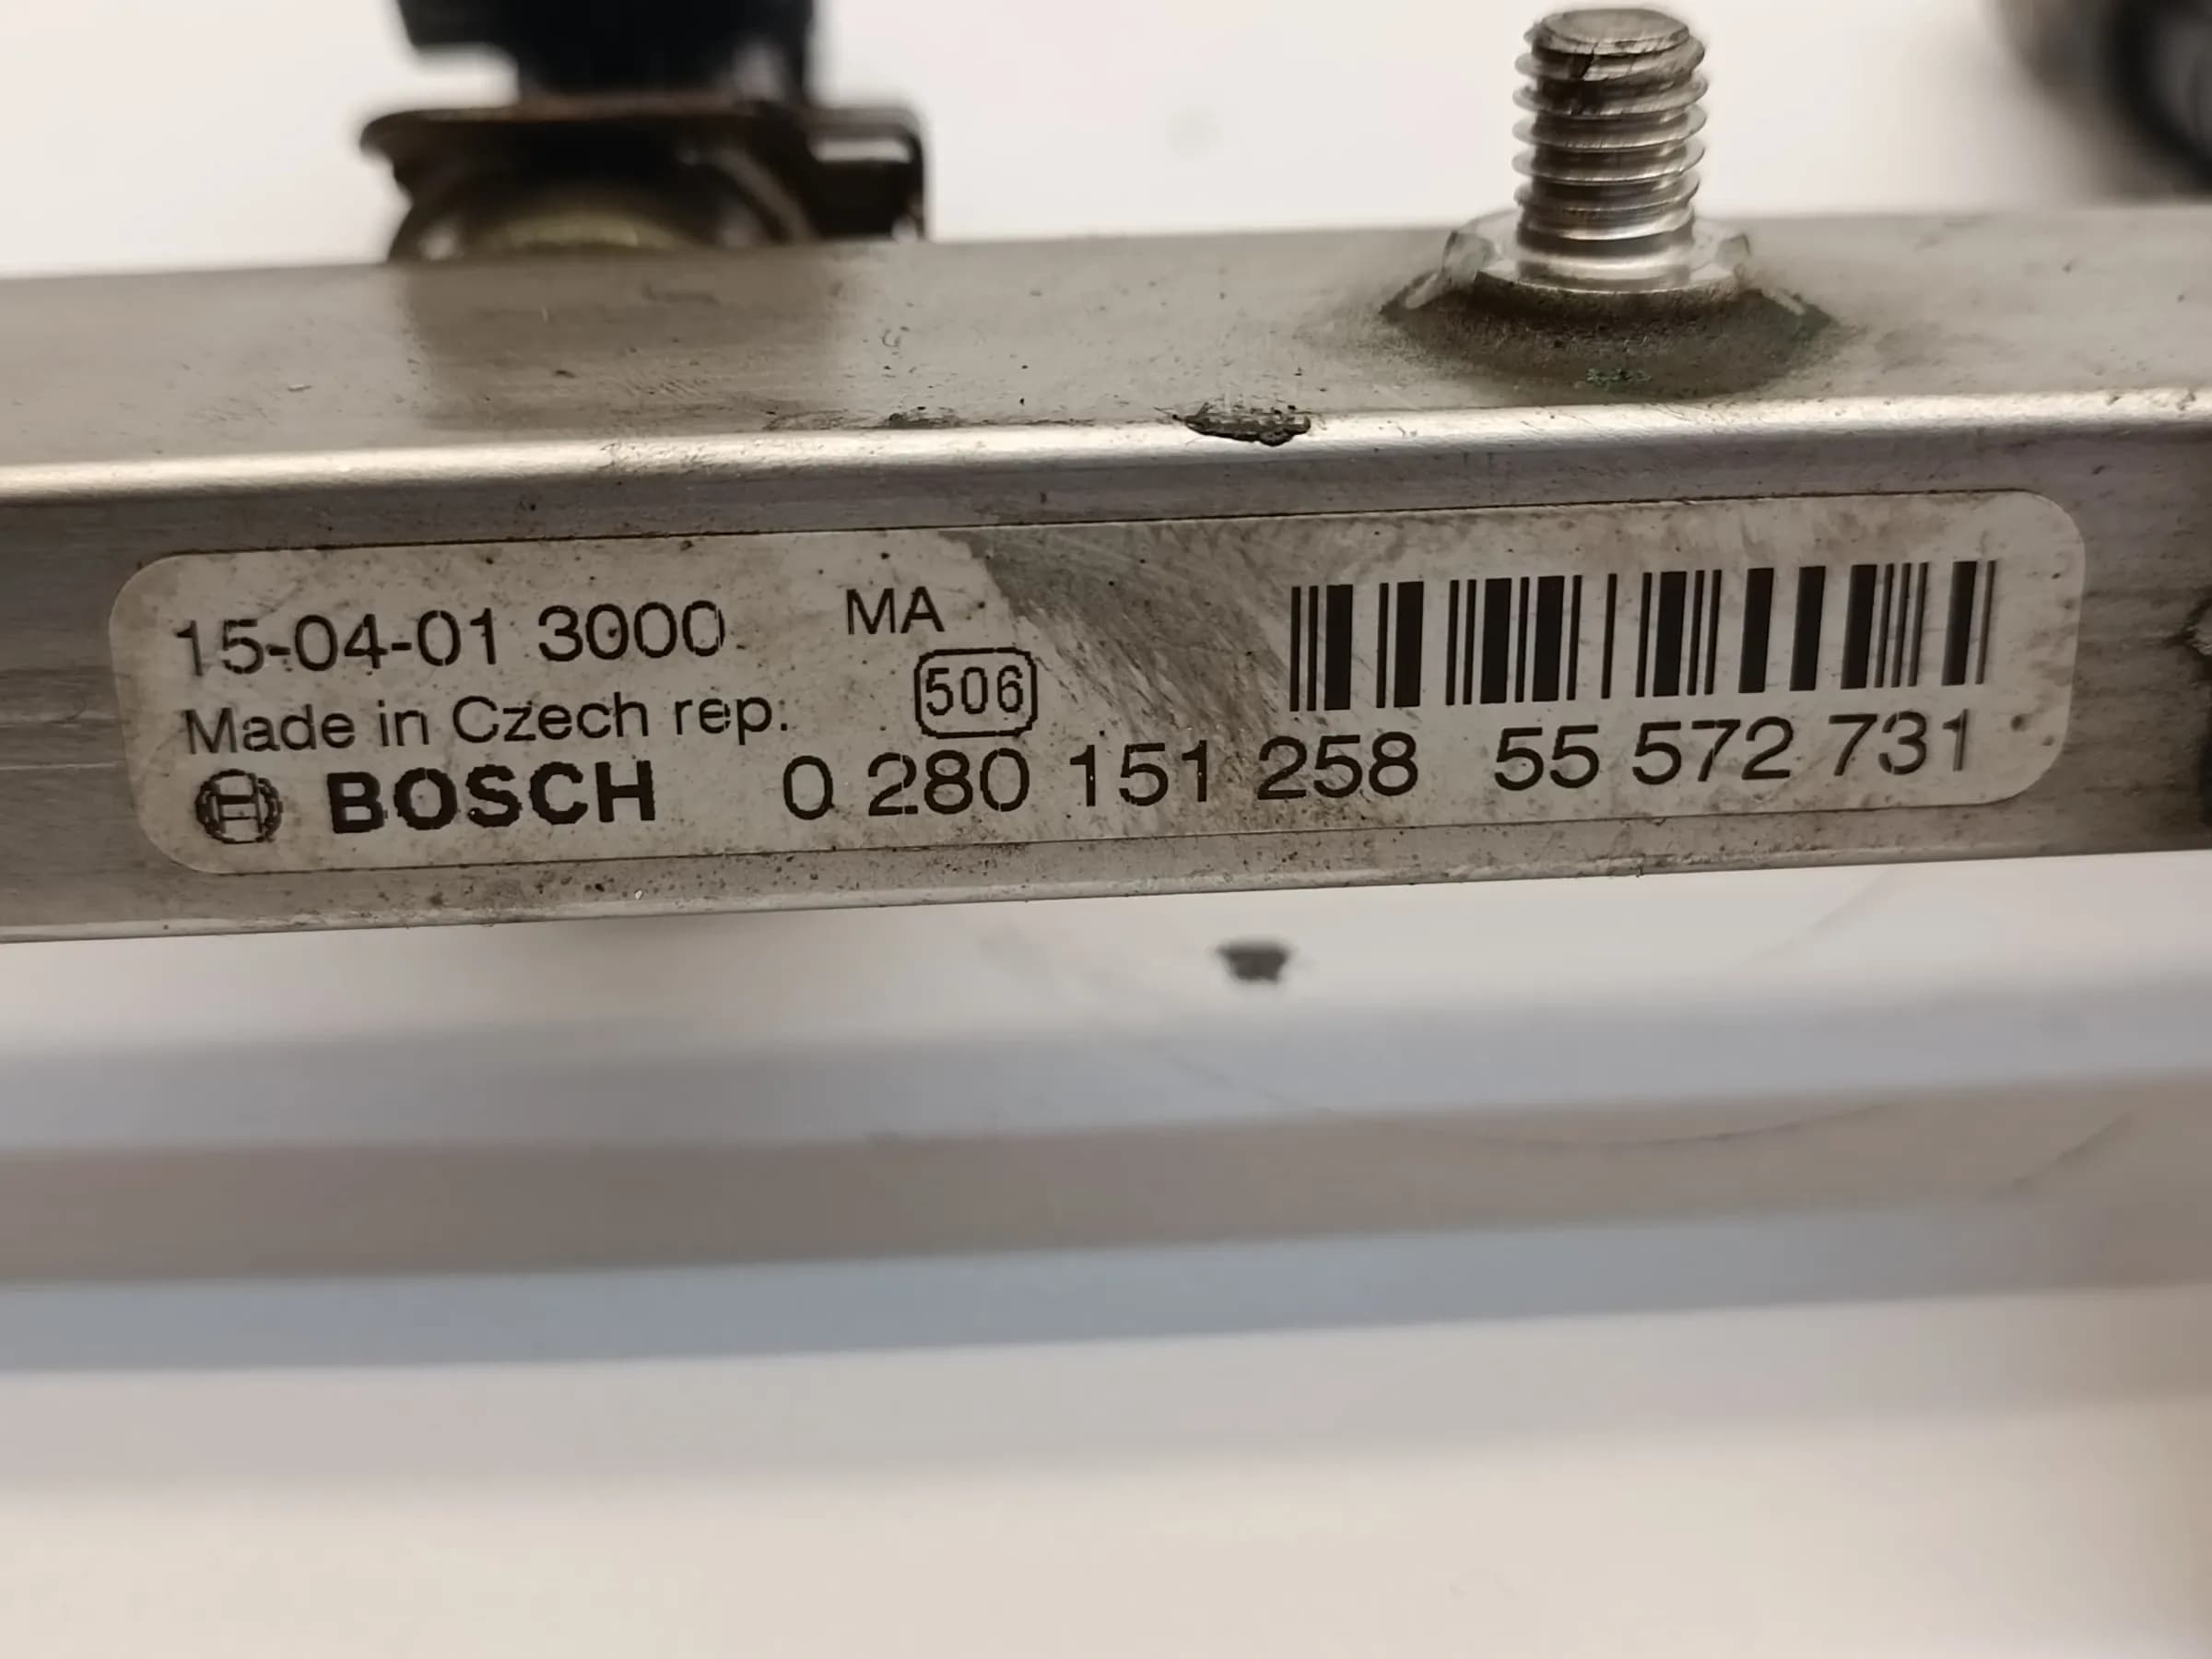 15-04-01 3000 MA
Made in Czech rep. 506
BOSCH 0 280 151 258 55 572 731